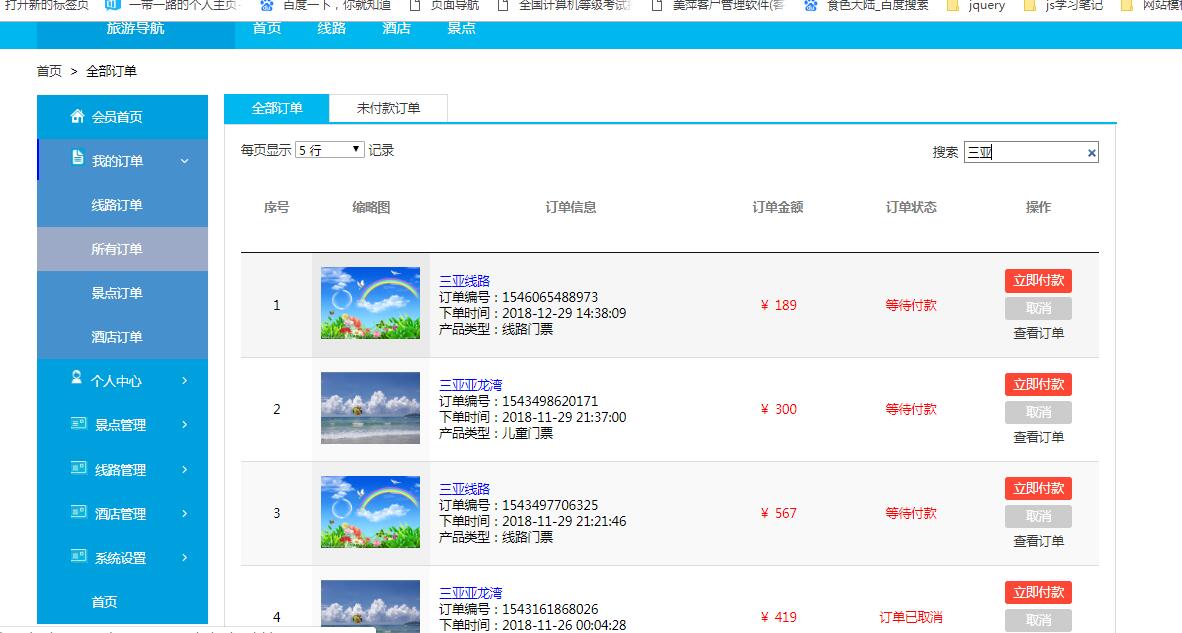 打开新的标签页 一带一路的个人主页- 百度一下，你就知道 页面导航 全国计算机等级考试 美萍客户管理软件(客 食色大陆_百度搜索 jquery js学习笔记 网站模板
旅游导航 首页 线路 酒店 景点
首页 > 全部订单
会员首页
我的订单
线路订单
所有订单
景点订单
酒店订单
个人中心
景点管理
线路管理
酒店管理
系统设置
首页
全部订单 未付款订单
每页显示 5 行 记录
搜索 三亚 ×
序号 缩略图 订单信息 订单金额 订单状态 操作
1
三亚线路
订单编号：1546065488973
下单时间：2018-12-29 14:38:09
产品类型：线路门票
¥ 189
等待付款
立即付款
取消
查看订单
2
三亚亚龙湾
订单编号：1543498620171
下单时间：2018-11-29 21:37:00
产品类型：儿童门票
¥ 300
等待付款
立即付款
取消
查看订单
3
三亚线路
订单编号：1543497706325
下单时间：2018-11-29 21:21:46
产品类型：线路门票
¥ 567
等待付款
立即付款
取消
查看订单
4
三亚亚龙湾
订单编号：1543161868026
下单时间：2018-11-26 00:04:28
¥ 419
订单已取消
立即付款
取消